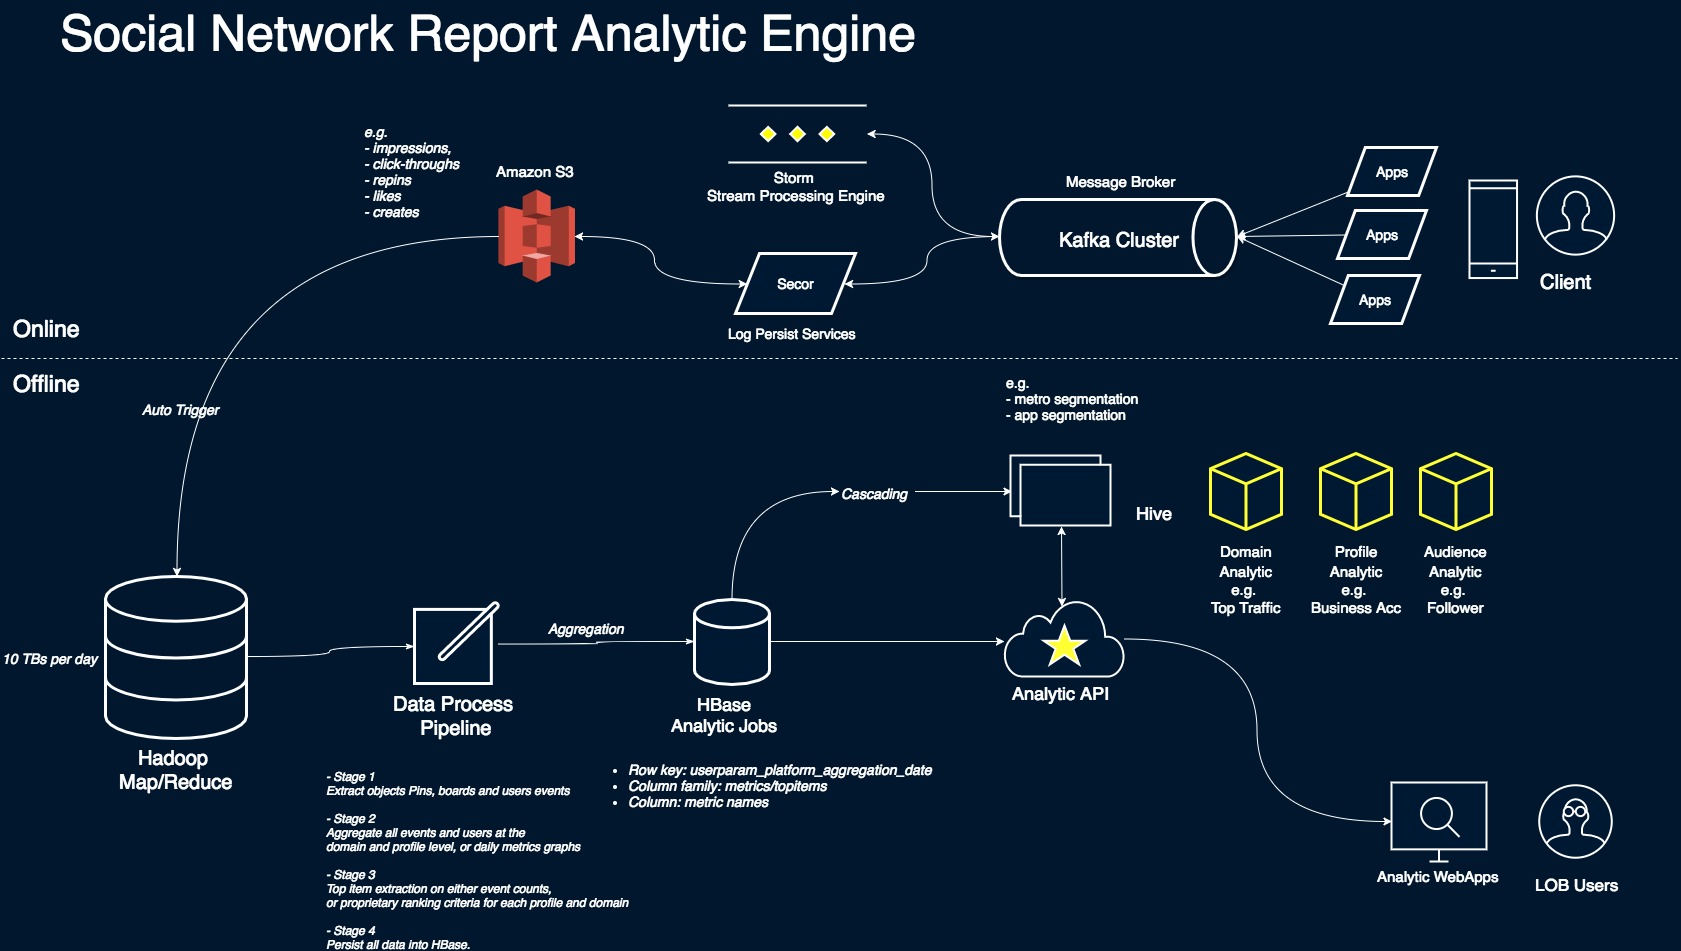 Social Network Report Analytic Engine
e.g.
- impressions,
- click-throughs
- repins
- likes
- creates
Amazon S3
Storm
Stream Processing Engine
Message Broker
Kafka Cluster
Apps
Apps
Apps
Client
Secor
Log Persist Services
Online
Offline
Auto Trigger
e.g.
- metro segmentation
- app segmentation
Cascading
Hive
Domain
Analytic
e.g.
Top Traffic
Profile
Analytic
e.g.
Business Acc
Audience
Analytic
e.g.
Follower
10 TBs per day
Hadoop
Map/Reduce
Data Process
Pipeline
Aggregation
HBase
Analytic Jobs
Analytic API
- Stage 1
Extract objects Pins, boards and users events
- Stage 2
Aggregate all events and users at the
domain and profile level, or daily metrics graphs
- Stage 3
Top item extraction on either event counts,
or proprietary ranking criteria for each profile and domain
- Stage 4
Persist all data into HBase.
• Row key: userparam_platform_aggregation_date
• Column family: metrics/topitems
• Column: metric names
Analytic WebApps
LOB Users